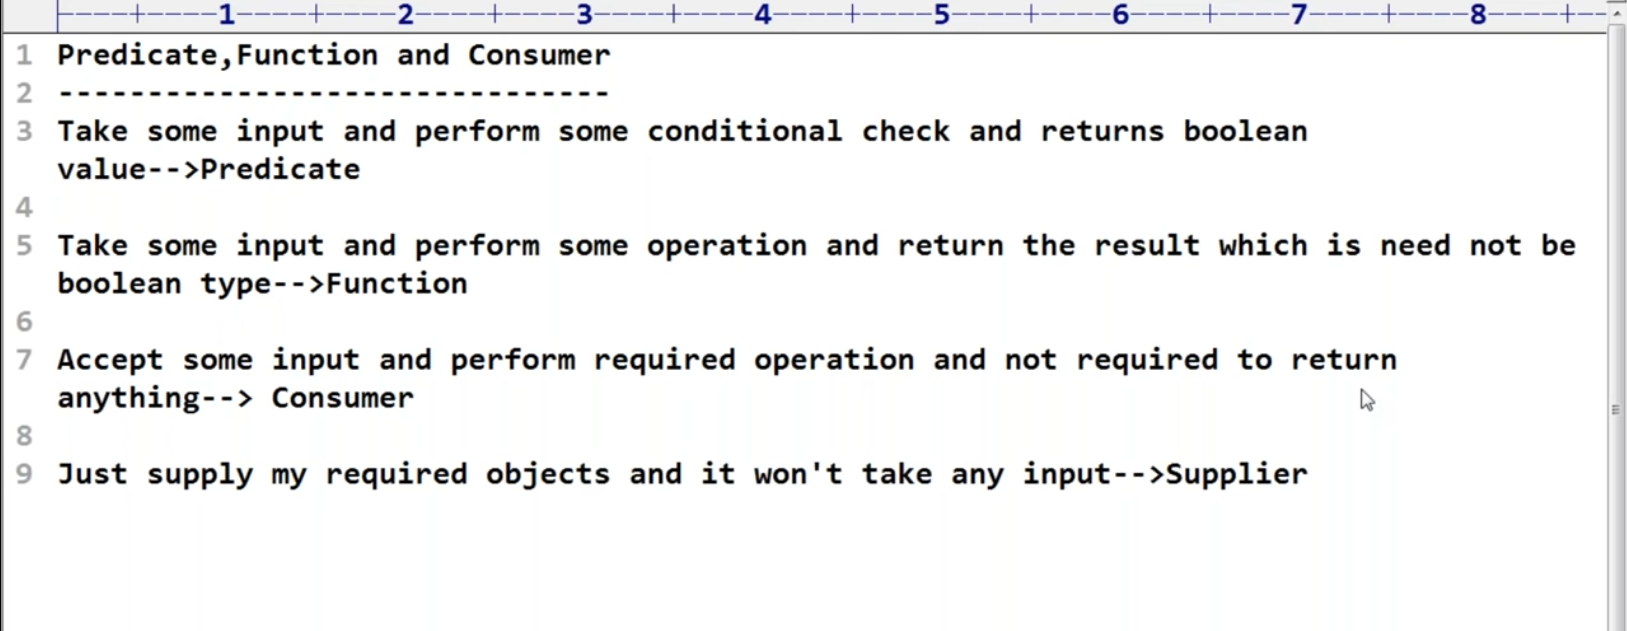 1 2 3 4 5 6 7 8
1 Predicate,Function and Consumer
2 -------------------------------
3 Take some input and perform some conditional check and returns boolean
value-->Predicate
4
5 Take some input and perform some operation and return the result which is need not be
boolean type-->Function
6
7 Accept some input and perform required operation and not required to return
anything--> Consumer
8
9 Just supply my required objects and it won't take any input-->Supplier